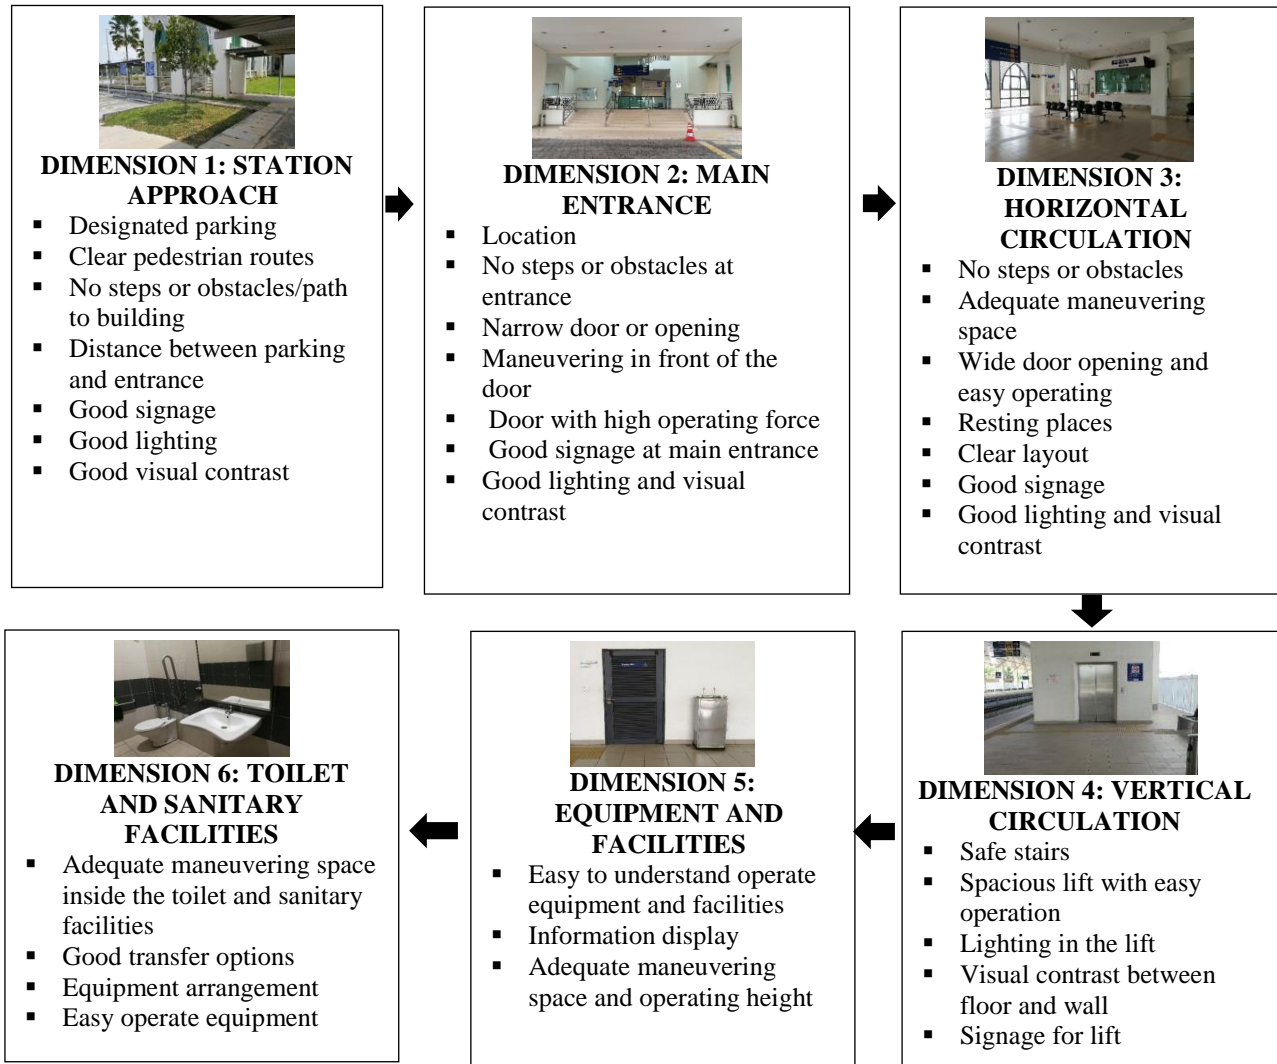 DIMENSION 1: STATION
APPROACH
▪ Designated parking
▪ Clear pedestrian routes
▪ No steps or obstacles/path
to building
▪ Distance between parking
and entrance
▪ Good signage
▪ Good lighting
▪ Good visual contrast
DIMENSION 2: MAIN
ENTRANCE
▪ Location
▪ No steps or obstacles at
entrance
▪ Narrow door or opening
▪ Maneuvering in front of the
door
▪ Door with high operating force
▪ Good signage at main entrance
▪ Good lighting and visual
contrast
DIMENSION 3:
HORIZONTAL
CIRCULATION
▪ No steps or obstacles
▪ Adequate maneuvering
space
▪ Wide door opening and
easy operating
▪ Resting places
▪ Clear layout
▪ Good signage
▪ Good lighting and visual
contrast
DIMENSION 4: VERTICAL
CIRCULATION
▪ Safe stairs
▪ Spacious lift with easy
operation
▪ Lighting in the lift
▪ Visual contrast between
floor and wall
▪ Signage for lift
DIMENSION 5:
EQUIPMENT AND
FACILITIES
▪ Easy to understand operate
equipment and facilities
▪ Information display
▪ Adequate maneuvering
space and operating height
DIMENSION 6: TOILET
AND SANITARY
FACILITIES
▪ Adequate maneuvering space
inside the toilet and sanitary
facilities
▪ Good transfer options
▪ Equipment arrangement
▪ Easy operate equipment